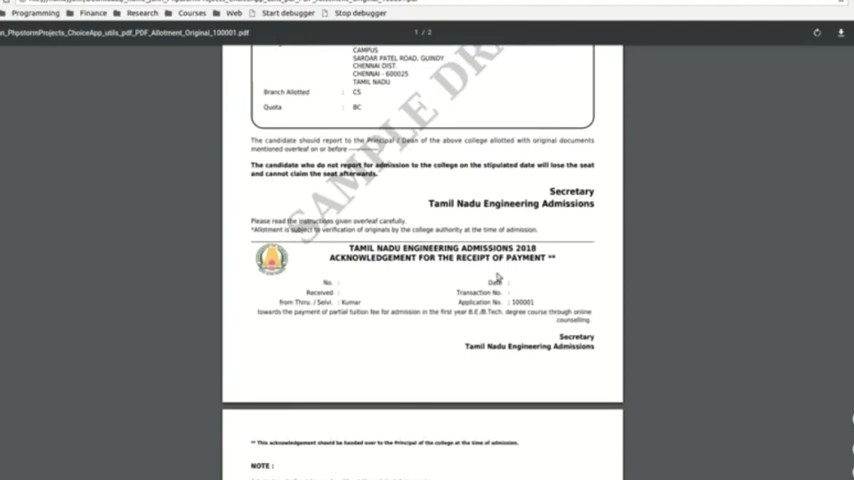 Programming Finance Research Courses Web Start debugger Stop debugger
n_PhpstormProjects_ChoiceApp_utils_pdf_PDF_Allotment_Original_100001.pdf 1 / 2
CAMPUS
SARDAR PATEL ROAD, GUINDY
CHENNAI DIST.
CHENNAI - 600025
TAMIL NADU
Branch Allotted : CS
Quota : BC
SAMPLE DRA
The candidate should report to the Principal / Dean of the above college allotted with original documents
mentioned overleaf on or before
The candidate who do not report for admission to the college on the stipulated date will lose the seat
and cannot claim the seat afterwards.
Secretary
Tamil Nadu Engineering Admissions
Please read the instructions given overleaf carefully.
*Allotment is subject to verification of originals by the college authority at the time of admission.
TAMIL NADU ENGINEERING ADMISSIONS 2018
ACKNOWLEDGEMENT FOR THE RECEIPT OF PAYMENT **
No. : Date :
Received : Transaction No. :
from Thru. / Selvi. : Kumar Application No. : 100001
towards the payment of partial tuition fee for admission in the first year B.E./B.Tech. degree course through online
counselling.
Secretary
Tamil Nadu Engineering Admissions
** This acknowledgement should be handed over to the Principal of the college at the time of admission.
NOTE :